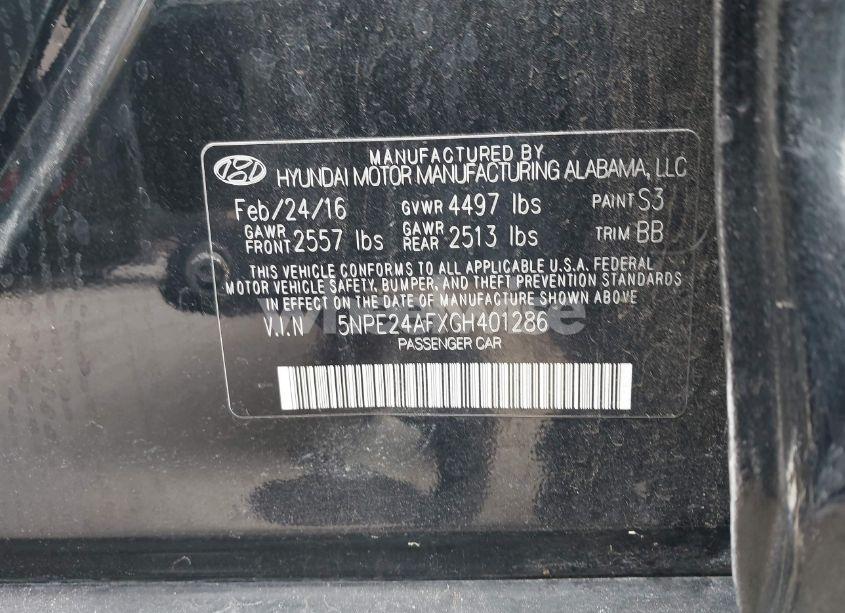 MANUFACTURED BY
HYUNDAI MOTOR MANUFACTURING ALABAMA, LLC
Feb/24/16 GVWR 4497 lbs PAINT S3
GAWR FRONT 2557 lbs GAWR REAR 2513 lbs TRIM BB
THIS VEHICLE CONFORMS TO ALL APPLICABLE U.S.A. FEDERAL
MOTOR VEHICLE SAFETY, BUMPER, AND THEFT PREVENTION STANDARDS
IN EFFECT ON THE DATE OF MANUFACTURE SHOWN ABOVE.
V.I.N 5NPE24AFXGH401286
PASSENGER CAR